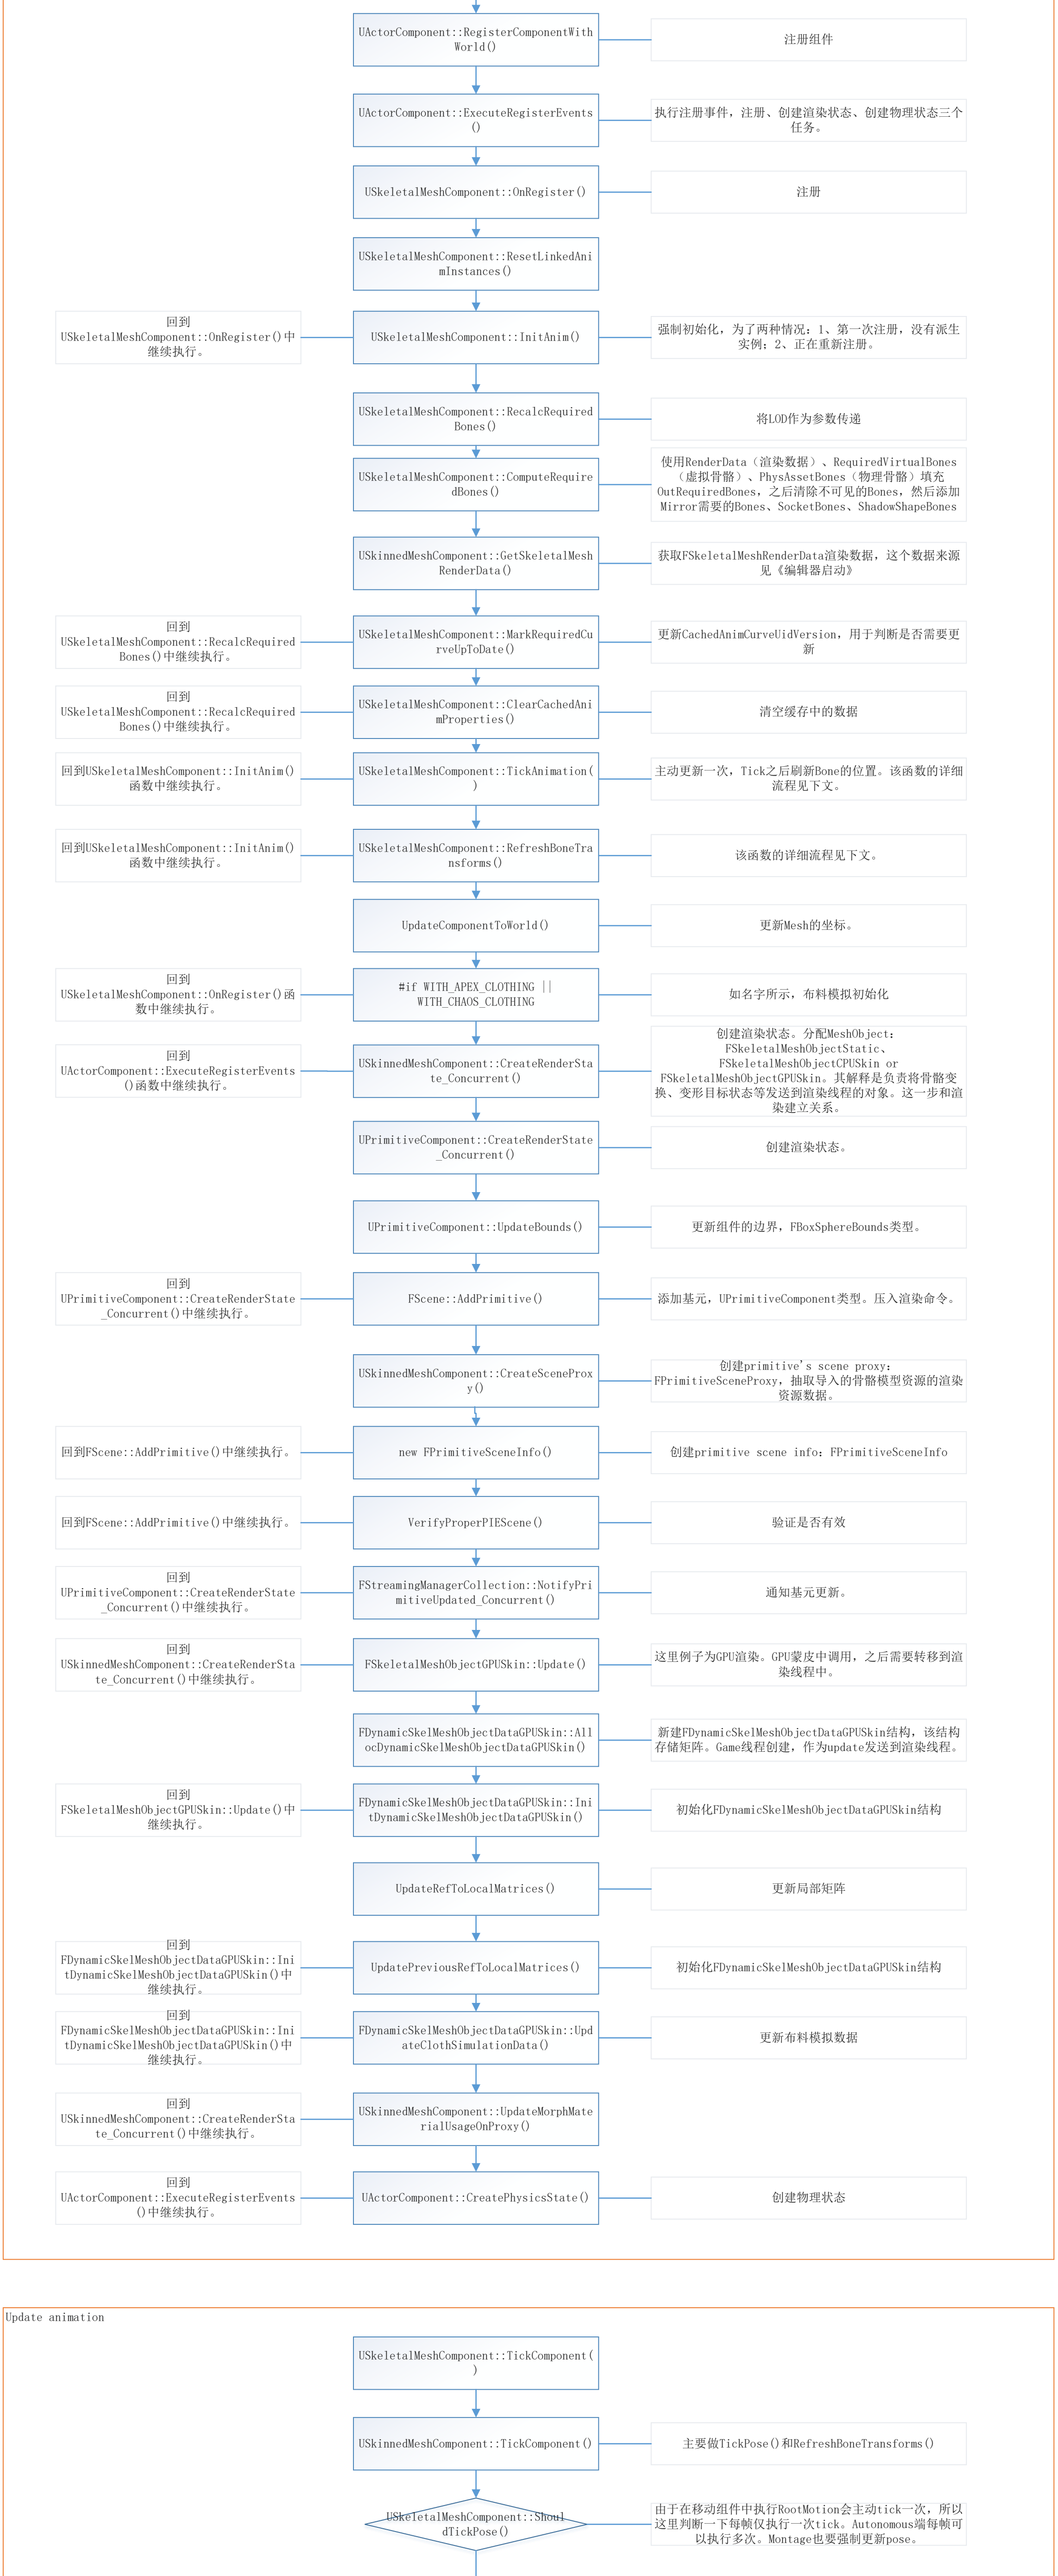 UActorComponent::RegisterComponentWith
World()
注册组件
UActorComponent::ExecuteRegisterEvents
()
执行注册事件，注册、创建渲染状态、创建物理状态三个
任务。
USkeletalMeshComponent::OnRegister()
注册
USkeletalMeshComponent::ResetLinkedAni
mInstances()
回到
USkeletalMeshComponent::OnRegister()中
继续执行。
USkeletalMeshComponent::InitAnim()
强制初始化，为了两种情况：1、第一次注册，没有派生
实例；2、正在重新注册。
USkeletalMeshComponent::RecalcRequired
Bones()
将LOD作为参数传递
USkeletalMeshComponent::ComputeRequire
dBones()
使用RenderData（渲染数据）、RequiredVirtualBones
（虚拟骨骼）、PhysAssetBones（物理骨骼）填充
OutRequiredBones，之后清除不可见的Bones，然后添加
Mirror需要的Bones、SocketBones、ShadowShapeBones
USkinnedMeshComponent::GetSkeletalMesh
RenderData()
获取FSkeletalMeshRenderData渲染数据，这个数据来源
见《编辑器启动》
回到
USkeletalMeshComponent::RecalcRequired
Bones()中继续执行。
USkeletalMeshComponent::MarkRequiredCu
rveUpToDate()
更新CachedAnimCurveUidVersion，用于判断是否需要更
新
回到
USkeletalMeshComponent::RecalcRequired
Bones()中继续执行。
USkeletalMeshComponent::ClearCachedAni
mProperties()
清空缓存中的数据
回到USkeletalMeshComponent::InitAnim()
函数中继续执行。
USkeletalMeshComponent::TickAnimation(
)
主动更新一次，Tick之后刷新Bone的位置。该函数的详细
流程见下文。
回到USkeletalMeshComponent::InitAnim()
函数中继续执行。
USkeletalMeshComponent::RefreshBoneTra
nsforms()
该函数的详细流程见下文。
UpdateComponentToWorld()
更新Mesh的坐标。
回到
USkeletalMeshComponent::OnRegister()函
数中继续执行。
#if WITH_APEX_CLOTHING ||
WITH_CHAOS_CLOTHING
如名字所示，布料模拟初始化
回到
UActorComponent::ExecuteRegisterEvents
()函数中继续执行。
USkinnedMeshComponent::CreateRenderSta
te_Concurrent()
创建渲染状态。分配MeshObject：
FSkeletalMeshObjectStatic、
FSkeletalMeshObjectCPUSkin or
FSkeletalMeshObjectGPUSkin。其解释是负责将骨骼变
换、变形目标状态等发送到渲染线程的对象。这一步和渲
染建立关系。
UPrimitiveComponent::CreateRenderState
_Concurrent()
创建渲染状态。
UPrimitiveComponent::UpdateBounds()
更新组件的边界，FBoxSphereBounds类型。
回到
UPrimitiveComponent::CreateRenderState
_Concurrent()中继续执行。
FScene::AddPrimitive()
添加基元，UPrimitiveComponent类型。压入渲染命令。
USkinnedMeshComponent::CreateSceneProx
y()
创建primitive's scene proxy：
FPrimitiveSceneProxy，抽取导入的骨骼模型资源的渲染
资源数据。
回到FScene::AddPrimitive()中继续执行。
new FPrimitiveSceneInfo()
创建primitive scene info：FPrimitiveSceneInfo
回到FScene::AddPrimitive()中继续执行。
VerifyProperPIEScene()
验证是否有效
回到
UPrimitiveComponent::CreateRenderState
_Concurrent()中继续执行。
FStreamingManagerCollection::NotifyPri
mitiveUpdated_Concurrent()
通知基元更新。
回到
USkinnedMeshComponent::CreateRenderSta
te_Concurrent()中继续执行。
FSkeletalMeshObjectGPUSkin::Update()
这里例子为GPU渲染。GPU蒙皮中调用，之后需要转移到渲
染线程中。
FDynamicSkelMeshObjectDataGPUSkin::All
ocDynamicSkelMeshObjectDataGPUSkin()
新建FDynamicSkelMeshObjectDataGPUSkin结构，该结构
存储矩阵。Game线程创建，作为update发送到渲染线程。
回到
FSkeletalMeshObjectGPUSkin::Update()中
继续执行。
FDynamicSkelMeshObjectDataGPUSkin::Ini
tDynamicSkelMeshObjectDataGPUSkin()
初始化FDynamicSkelMeshObjectDataGPUSkin结构
UpdateRefToLocalMatrices()
更新局部矩阵
回到
FDynamicSkelMeshObjectDataGPUSkin::Ini
tDynamicSkelMeshObjectDataGPUSkin()中
继续执行。
UpdatePreviousRefToLocalMatrices()
初始化FDynamicSkelMeshObjectDataGPUSkin结构
回到
FDynamicSkelMeshObjectDataGPUSkin::Ini
tDynamicSkelMeshObjectDataGPUSkin()中
继续执行。
FDynamicSkelMeshObjectDataGPUSkin::Upd
ateClothSimulationData()
更新布料模拟数据
回到
USkinnedMeshComponent::CreateRenderSta
te_Concurrent()中继续执行。
USkinnedMeshComponent::UpdateMorphMate
rialUsageOnProxy()
回到
UActorComponent::ExecuteRegisterEvents
()中继续执行。
UActorComponent::CreatePhysicsState()
创建物理状态
Update animation
USkeletalMeshComponent::TickComponent(
)
USkinnedMeshComponent::TickComponent()
主要做TickPose()和RefreshBoneTransforms()
USkeletalMeshComponent::Shoul
dTickPose()
由于在移动组件中执行RootMotion会主动tick一次，所以
这里判断一下每帧仅执行一次tick。Autonomous端每帧可
以执行多次。Montage也要强制更新pose。